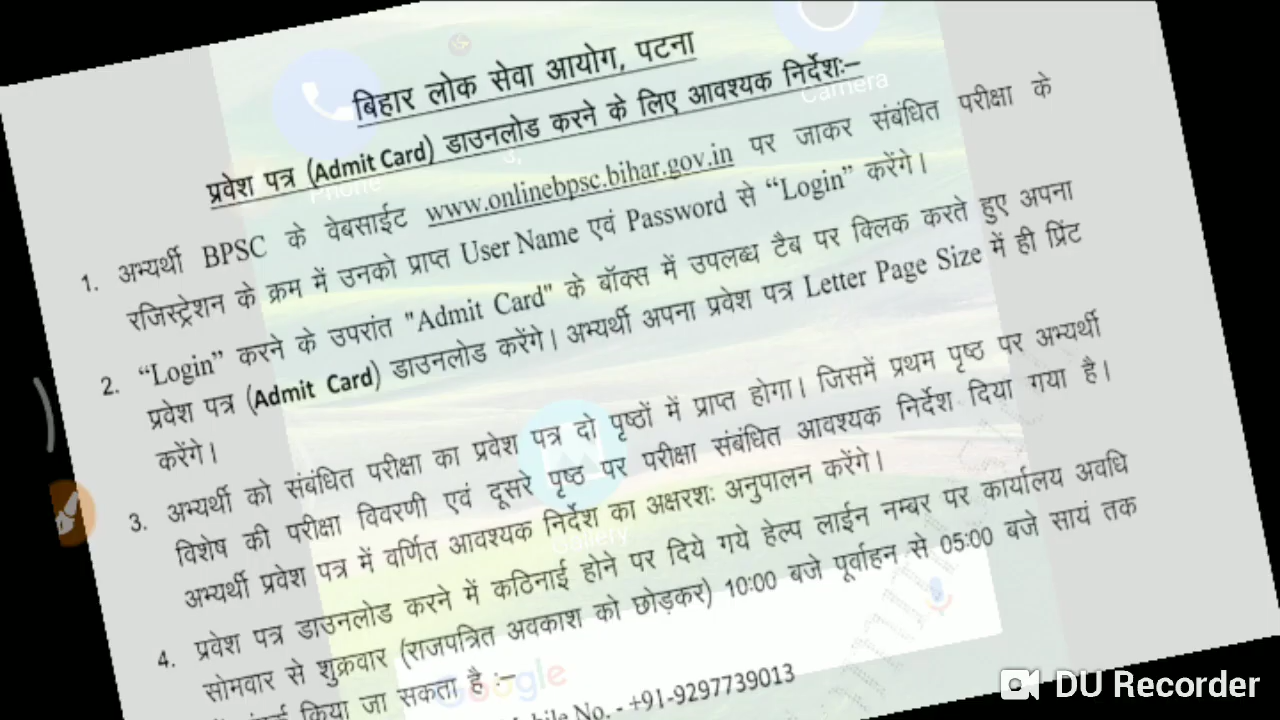 बिहार लोक सेवा आयोग, पटना
प्रवेश पत्र (Admit Card) डाउनलोड करने के लिए आवश्यक निर्देशः–
1. अभ्यर्थी BPSC के वेबसाईट www.onlinebpsc.bihar.gov.in पर जाकर संबंधित परीक्षा के
रजिस्ट्रेशन के क्रम में उनको प्राप्त User Name एवं Password से “Login” करेंगे।
2. “Login” करने के उपरांत "Admit Card" के बॉक्स में उपलब्ध टैब पर क्लिक करते हुए अपना
प्रवेश पत्र (Admit Card) डाउनलोड करेंगे। अभ्यर्थी अपना प्रवेश पत्र Letter Page Size में ही प्रिंट
करेंगे।
3. अभ्यर्थी को संबंधित परीक्षा का प्रवेश पत्र दो पृष्ठों में प्राप्त होगा। जिसमें प्रथम पृष्ठ पर अभ्यर्थी
विशेष की परीक्षा विवरणी एवं दूसरे पृष्ठ पर परीक्षा संबंधित आवश्यक निर्देश दिया गया है।
अभ्यर्थी प्रवेश पत्र में वर्णित आवश्यक निर्देश का अक्षरशः अनुपालन करेंगे।
4. प्रवेश पत्र डाउनलोड करने में कठिनाई होने पर दिये गये हेल्प लाईन नम्बर पर कार्यालय अवधि
सोमवार से शुक्रवार (राजपत्रित अवकाश को छोड़कर) 10:00 बजे पूर्वाहन से 05:00 बजे सायं तक
किया जा सकता है :–
No. - +91-9297739013
Camera
Phone
Gallery
Google
DU Recorder